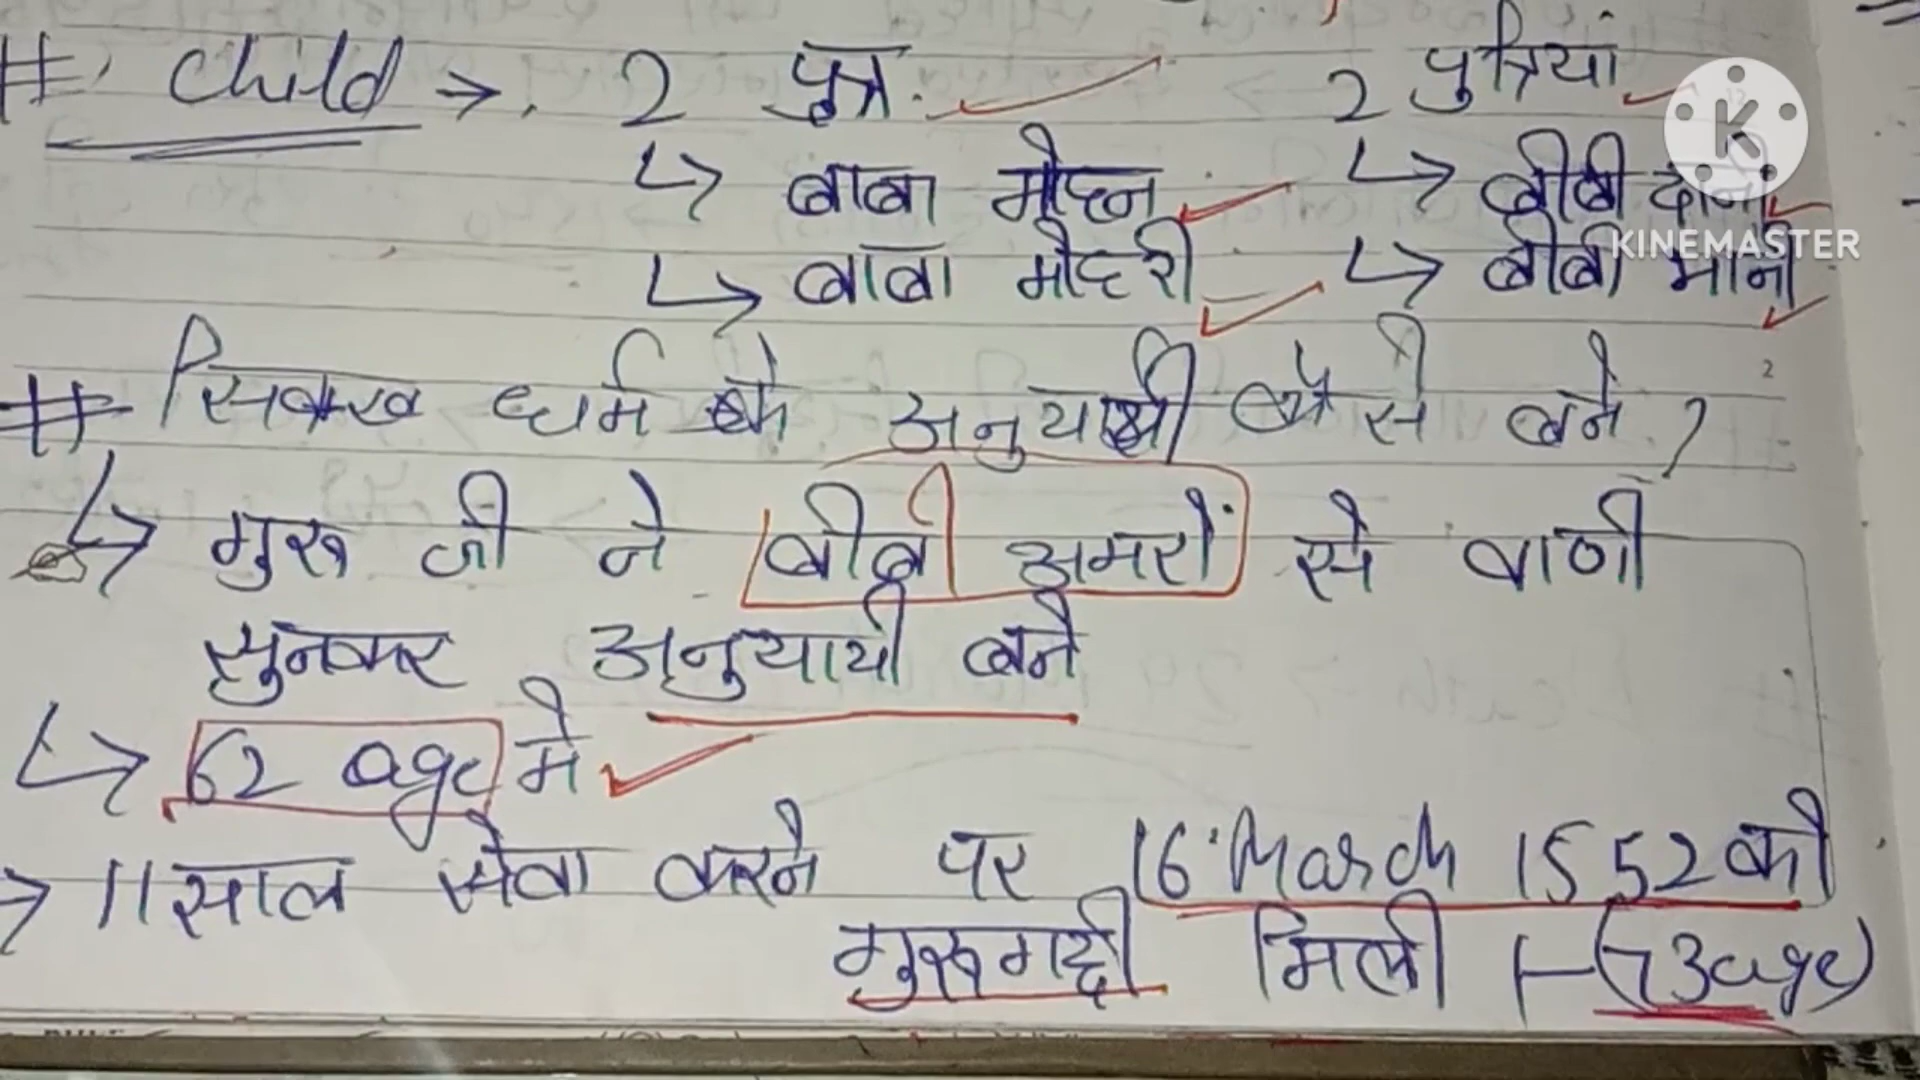 # Child → 2 पुत्र 2 पुत्रियां
↳ बाबा मोहन ↳ बीबी दानी
KINEMASTER
↳ बाबा मोहरी ↳ बीबी भानी
# सिक्ख धर्म के अनुयायी कैसे बने ?
↳ गुरु जी ने बीबी अमरों से वाणी
सुनकर अनुयायी बने
↳ 62 age में
→ 11 साल सेवा करने पर 16 March 1552 को
गुरुगद्दी मिली - (73 age)